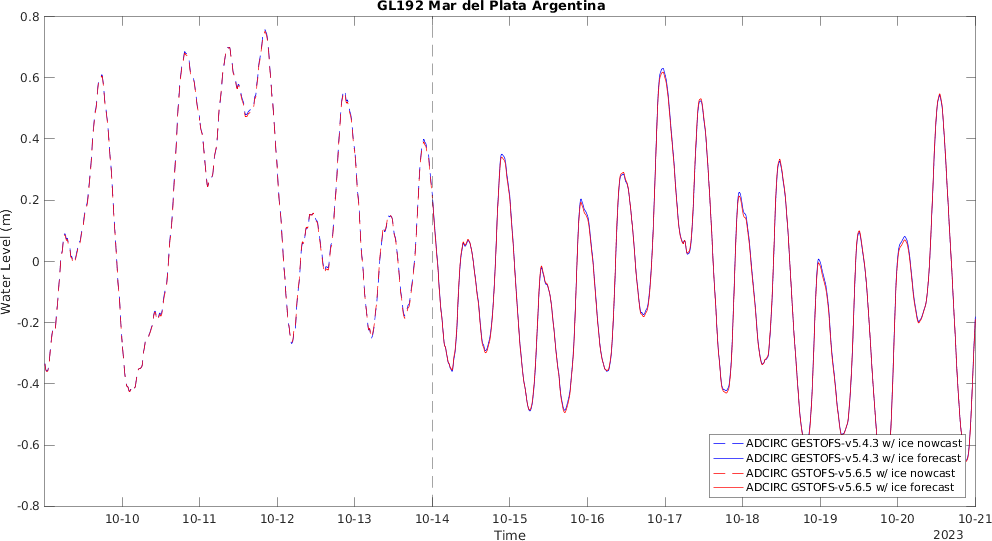 GL192 Mar del Plata Argentina
0.8
0.6
0.4
0.2
0
-0.2
-0.4
-0.6
-0.8
Water Level (m)
ADCIRC GESTOFS-v5.4.3 w/ ice nowcast
ADCIRC GESTOFS-v5.4.3 w/ ice forecast
ADCIRC GSTOFS-v5.6.5 w/ ice nowcast
ADCIRC GSTOFS-v5.6.5 w/ ice forecast
10-10 10-11 10-12 10-13 10-14 10-15 10-16 10-17 10-18 10-19 10-20 10-21
Time
2023